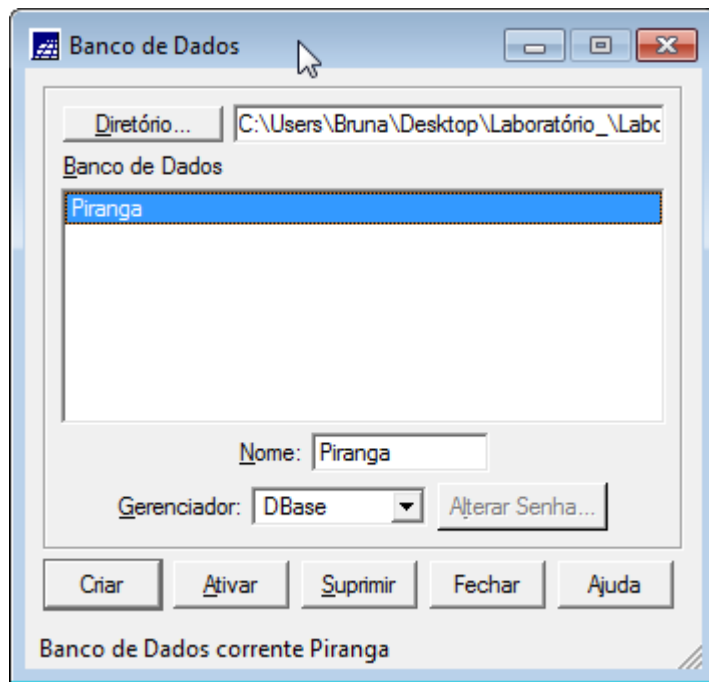 Banco de Dados
Diretório... C:\Users\Bruna\Desktop\Laboratório_\Labo
Banco de Dados
Piranga
Nome: Piranga
Gerenciador: DBase Alterar Senha...
Criar Ativar Suprimir Fechar Ajuda
Banco de Dados corrente Piranga